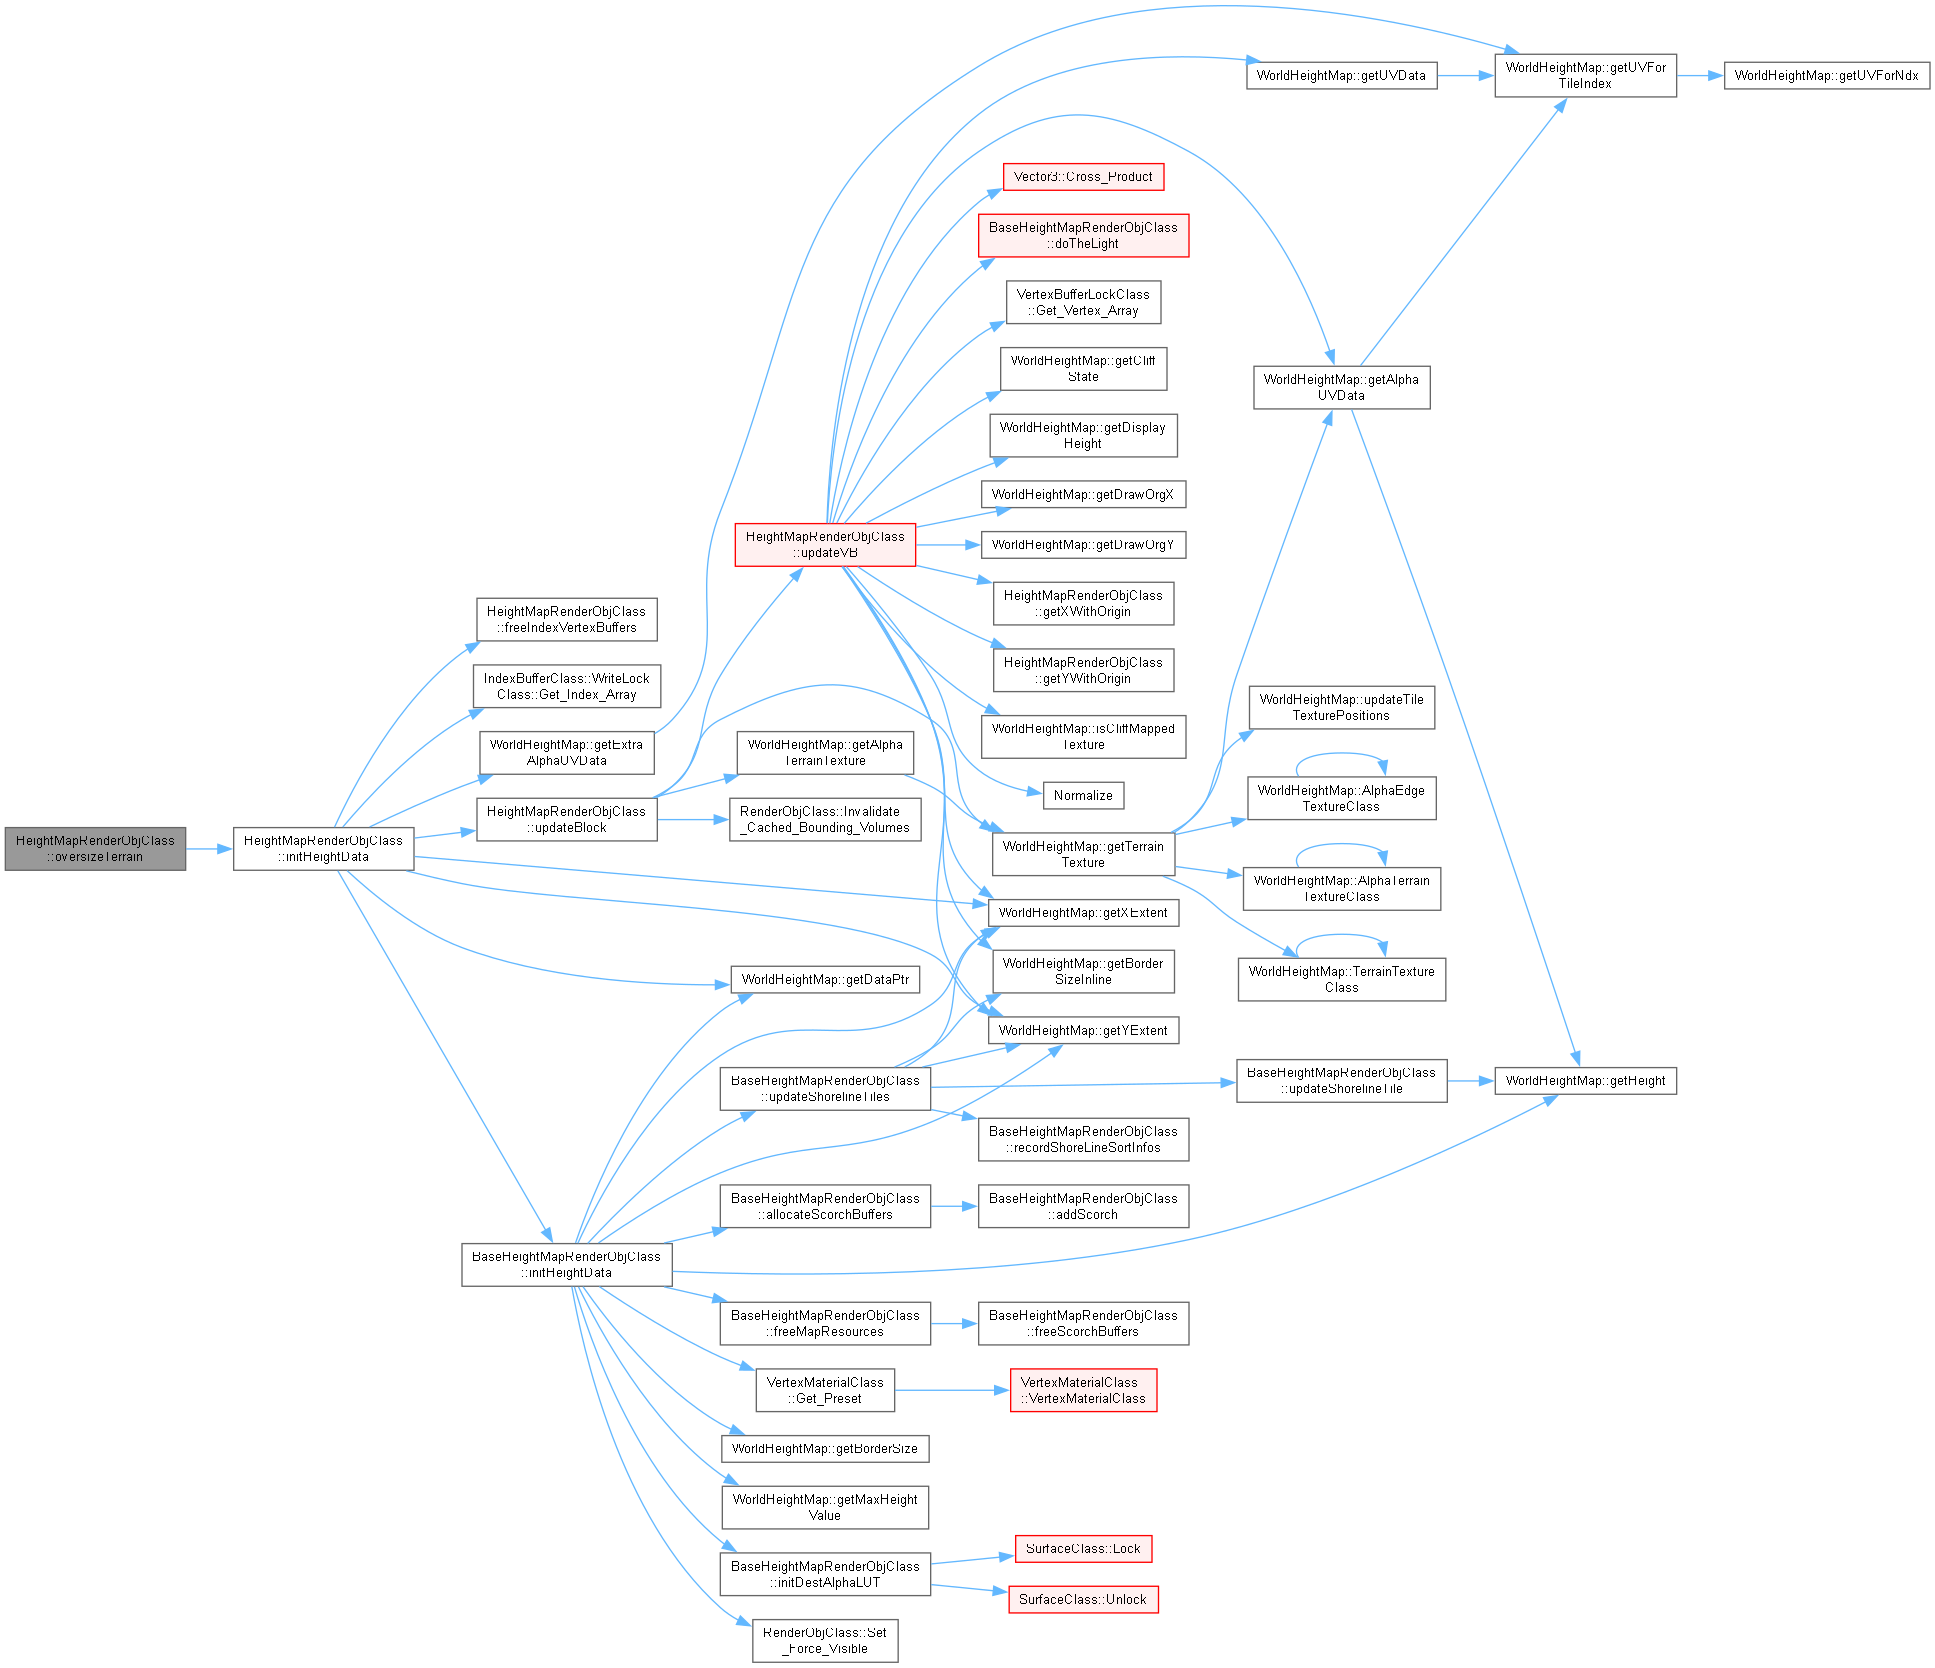 HeightMapRenderObjClass
::oversizeTerrain
HeightMapRenderObjClass
::initHeightData
HeightMapRenderObjClass
::freeIndexVertexBuffers
IndexBufferClass::WriteLock
Class::Get_Index_Array
WorldHeightMap::getExtra
AlphaUVData
HeightMapRenderObjClass
::updateBlock
BaseHeightMapRenderObjClass
::initHeightData
HeightMapRenderObjClass
::updateVB
WorldHeightMap::getAlpha
TerrainTexture
RenderObjClass::Invalidate
_Cached_Bounding_Volumes
WorldHeightMap::getDataPtr
BaseHeightMapRenderObjClass
::updateShorelineTiles
BaseHeightMapRenderObjClass
::allocateScorchBuffers
BaseHeightMapRenderObjClass
::freeMapResources
VertexMaterialClass
::Get_Preset
WorldHeightMap::getBorderSize
WorldHeightMap::getMaxHeight
Value
BaseHeightMapRenderObjClass
::initDestAlphaLUT
RenderObjClass::Set
_Force_Visible
Vector3::Cross_Product
BaseHeightMapRenderObjClass
::doTheLight
VertexBufferLockClass
::Get_Vertex_Array
WorldHeightMap::getCliff
State
WorldHeightMap::getDisplay
Height
WorldHeightMap::getDrawOrgX
WorldHeightMap::getDrawOrgY
HeightMapRenderObjClass
::getXWithOrigin
HeightMapRenderObjClass
::getYWithOrigin
WorldHeightMap::isCliffMapped
Texture
Normalize
WorldHeightMap::getTerrain
Texture
WorldHeightMap::getXExtent
WorldHeightMap::getBorder
SizeInline
WorldHeightMap::getYExtent
BaseHeightMapRenderObjClass
::recordShoreLineSortInfos
BaseHeightMapRenderObjClass
::addScorch
BaseHeightMapRenderObjClass
::freeScorchBuffers
VertexMaterialClass
::VertexMaterialClass
SurfaceClass::Lock
SurfaceClass::Unlock
WorldHeightMap::getUVData
WorldHeightMap::getAlpha
UVData
WorldHeightMap::updateTile
TexturePositions
WorldHeightMap::AlphaEdge
TextureClass
WorldHeightMap::AlphaTerrain
TextureClass
WorldHeightMap::TerrainTexture
Class
BaseHeightMapRenderObjClass
::updateShorelineTile
WorldHeightMap::getUVFor
TileIndex
WorldHeightMap::getHeight
WorldHeightMap::getUVForNdx